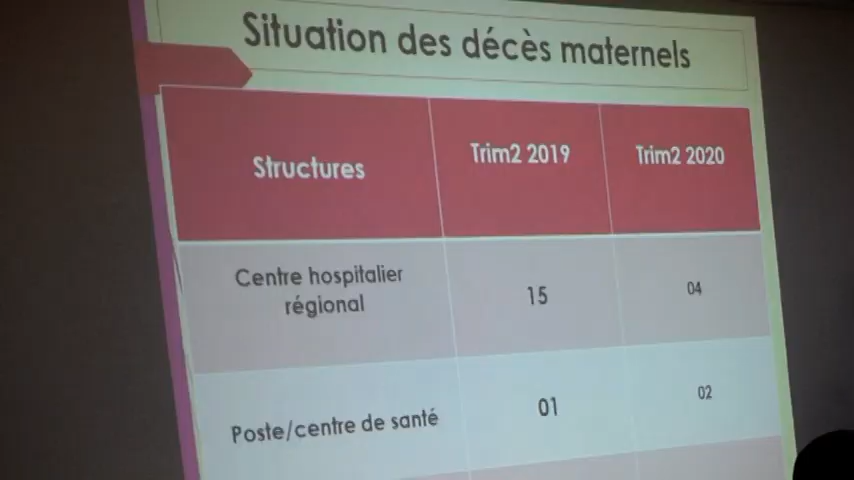 Situation des décès maternels
Structures
Trim2 2019
Trim2 2020
Centre hospitalier
régional
15
04
Poste/centre de santé
01
02